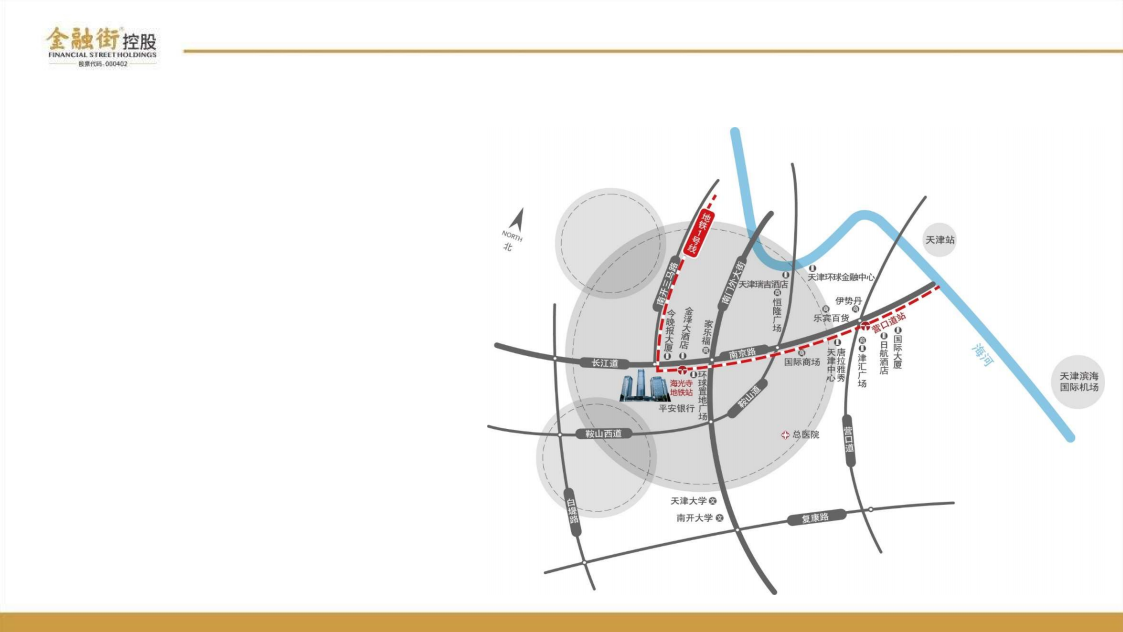 金融街控股
FINANCIAL STREET HOLDINGS
股票代码·000402
NORTH
北
地铁1号线
南开三马路
南门外大街
天津站
天津环球金融中心
天津瑞吉酒店
恒隆广场
伊势丹
乐宾百货
营口道站
今晚报大厦
金泽大酒店
家乐福
南京路
国际商场
天津中心
唐拉雅秀
津汇广场
日航酒店
国际大厦
海河
长江道
海光寺
地铁站
环球置地广场
平安银行
鞍山道
天津滨海
国际机场
鞍山西道
总医院
营口道
白堤路
天津大学
南开大学
复康路